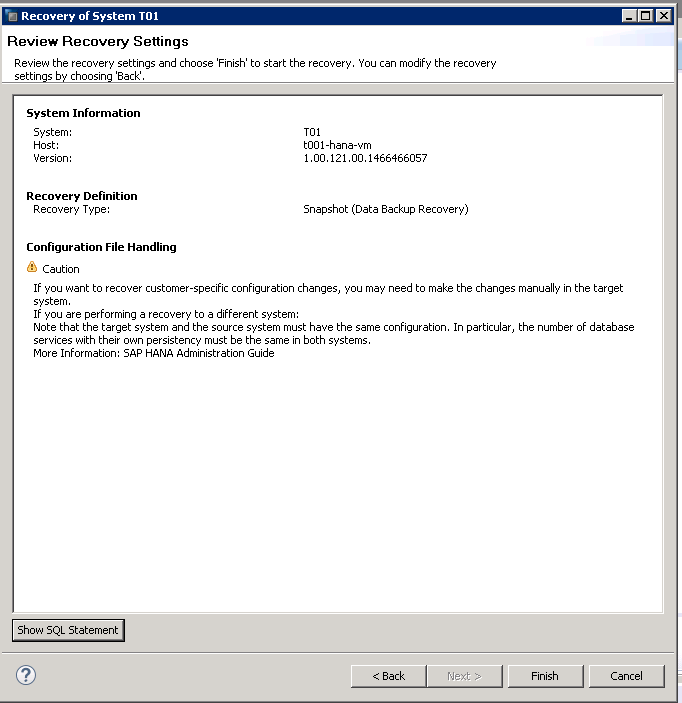 Recovery of System T01
Review Recovery Settings
Review the recovery settings and choose 'Finish' to start the recovery. You can modify the recovery
settings by choosing 'Back'.
System Information
System: T01
Host: t001-hana-vm
Version: 1.00.121.00.1466466057
Recovery Definition
Recovery Type: Snapshot (Data Backup Recovery)
Configuration File Handling
Caution
If you want to recover customer-specific configuration changes, you may need to make the changes manually in the target
system.
If you are performing a recovery to a different system:
Note that the target system and the source system must have the same configuration. In particular, the number of database
services with their own persistency must be the same in both systems.
More Information: SAP HANA Administration Guide
Show SQL Statement
? < Back Next > Finish Cancel